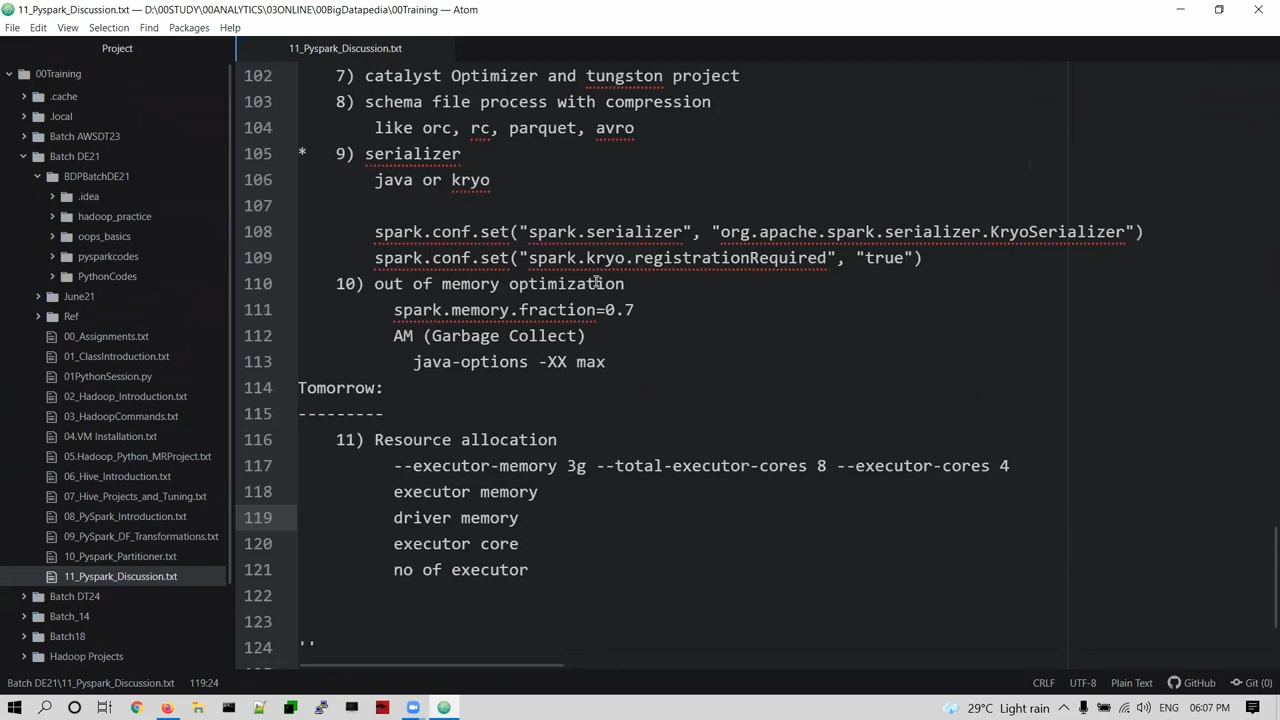 11_Pyspark_Discussion.txt — D:\00STUDY\00ANALYTICS\03ONLINE\00BigDatapedia\00Training — Atom
File Edit View Selection Find Packages Help
Project
00Training
.cache
.local
Batch AWSDT23
Batch DE21
BDPBatchDE21
.idea
hadoop_practice
oops_basics
pysparkcodes
PythonCodes
June21
Ref
00_Assignments.txt
01_ClassIntroduction.txt
01PythonSession.py
02_Hadoop_Introduction.txt
03_HadoopCommands.txt
04.VM Installation.txt
05.Hadoop_Python_MRProject.txt
06_Hive_Introduction.txt
07_Hive_Projects_and_Tuning.txt
08_PySpark_Introduction.txt
09_PySpark_DF_Transformations.txt
10_Pyspark_Partitioner.txt
11_Pyspark_Discussion.txt
Batch DT24
Batch_14
Batch18
Hadoop Projects
11_Pyspark_Discussion.txt
102 7) catalyst Optimizer and tungston project
103 8) schema file process with compression
104 like orc, rc, parquet, avro
105 * 9) serializer
106 java or kryo
107
108 spark.conf.set("spark.serializer", "org.apache.spark.serializer.KryoSerializer")
109 spark.conf.set("spark.kryo.registrationRequired", "true")
110 10) out of memory optimization
111 spark.memory.fraction=0.7
112 AM (Garbage Collect)
113 java-options -XX max
114 Tomorrow:
115 ---------
116 11) Resource allocation
117 --executor-memory 3g --total-executor-cores 8 --executor-cores 4
118 executor memory
119 driver memory
120 executor core
121 no of executor
122
123
124 ''
Batch DE21\11_Pyspark_Discussion.txt 119:24 CRLF UTF-8 Plain Text GitHub Git (0)
29°C Light rain ENG 06:07 PM